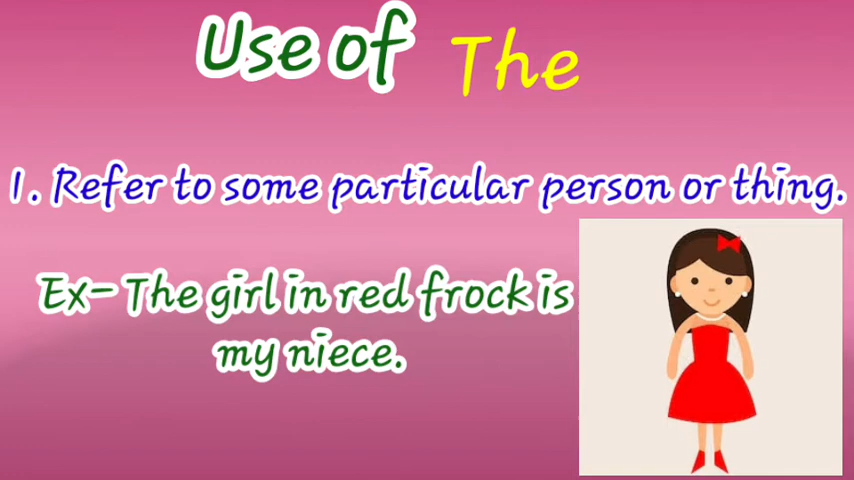 Use of The
1. Refer to some particular person or thing.
Ex- The girl in red frock is
my niece.